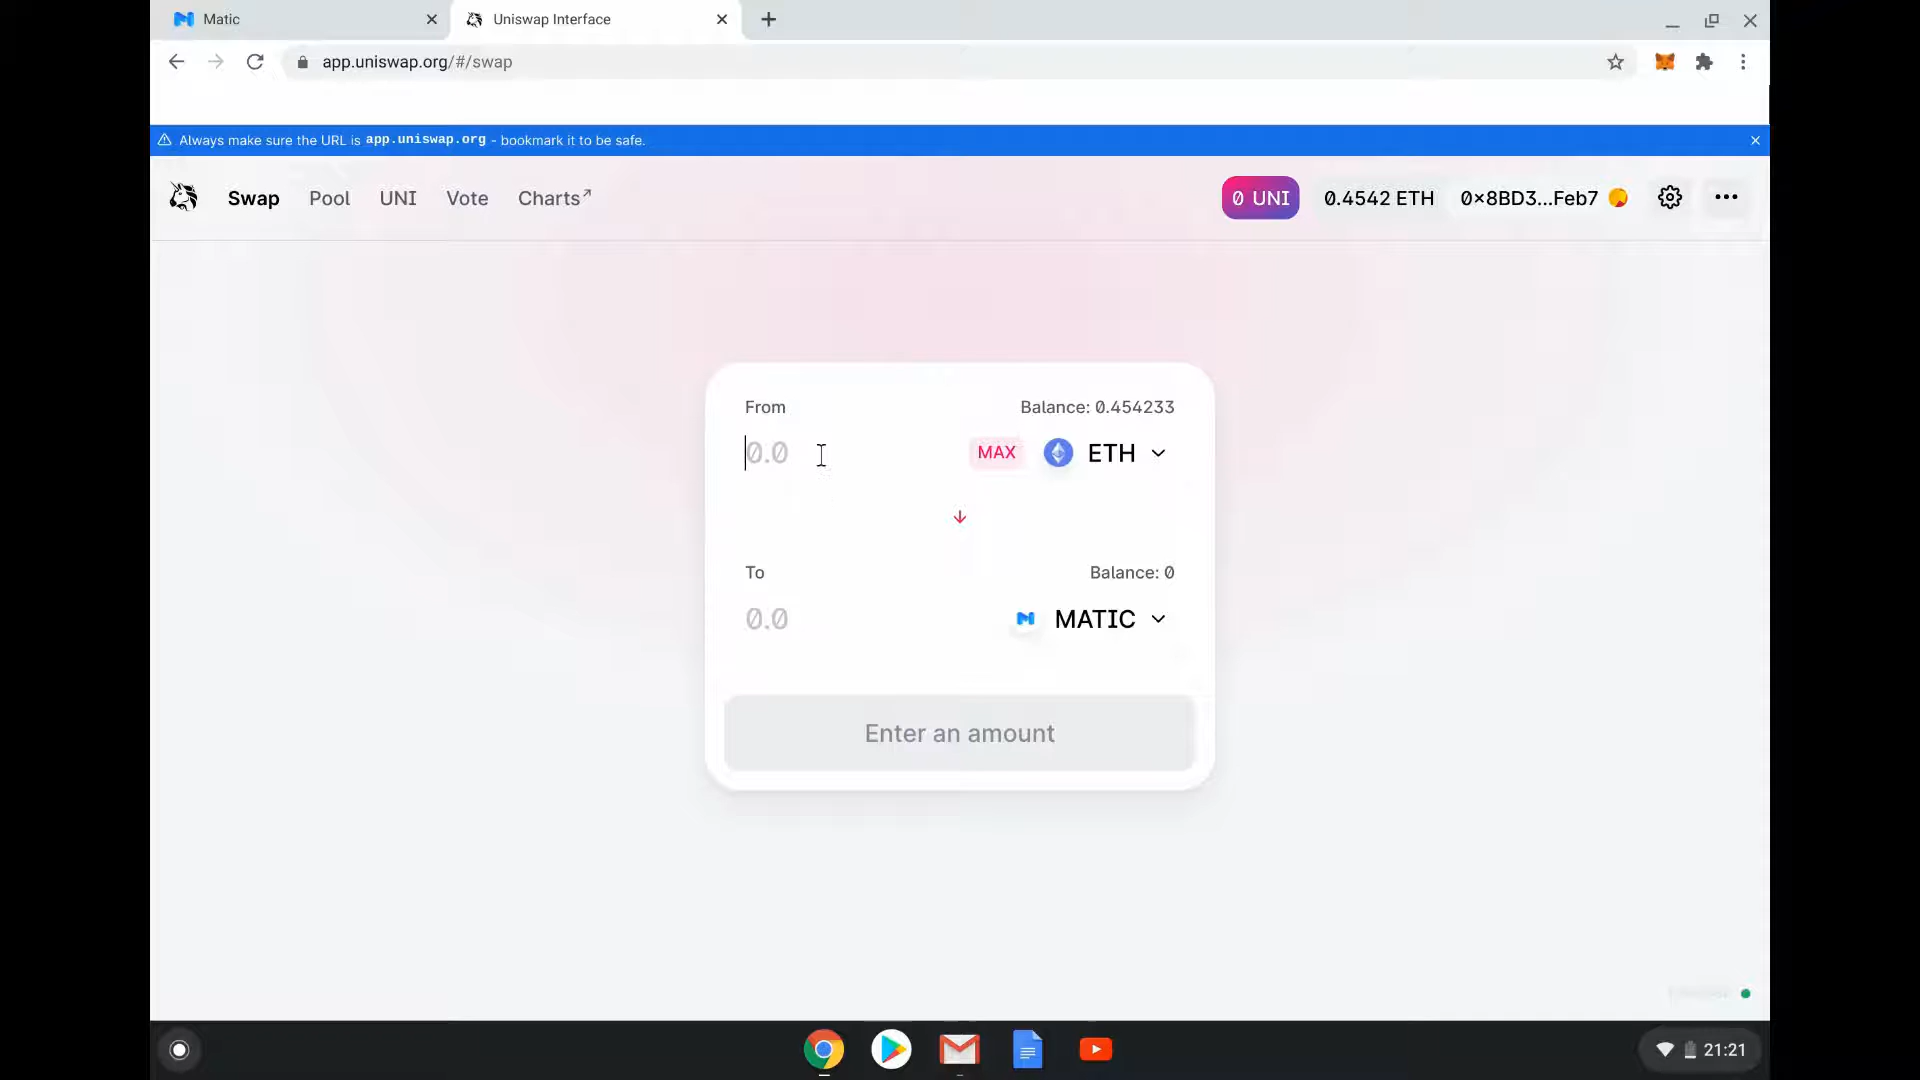 Matic
Uniswap Interface
app.uniswap.org/#/swap
Always make sure the URL is app.uniswap.org - bookmark it to be safe.
Swap Pool UNI Vote Charts↗ 0 UNI 0.4542 ETH 0x8BD3...Feb7
From Balance: 0.454233
0.0 MAX ETH
To Balance: 0
0.0 MATIC
Enter an amount
21:21